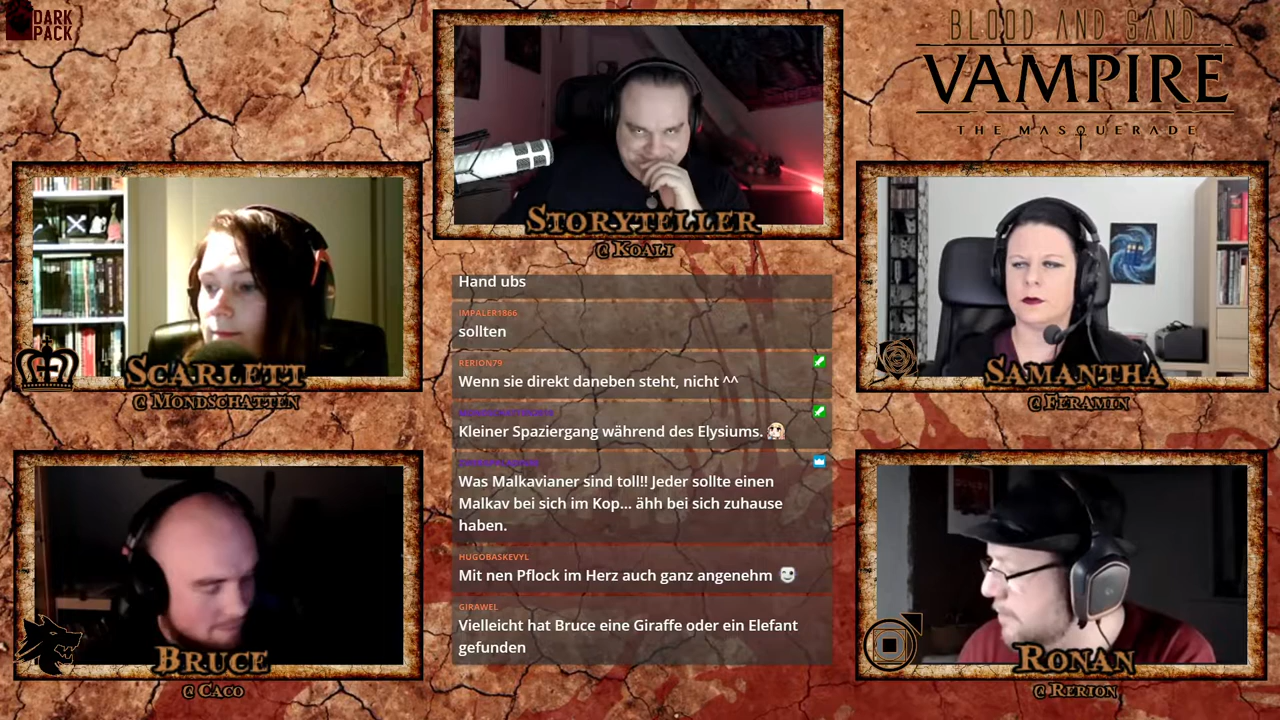 DARK
PACK
BLOOD AND SAND
VAMPIRE
THE MASQUERADE
STORYTELLER
@ KOALI
SCARLETT
@ MONDSCHATTEN
SAMANTHA
@ FERAMIN
BRUCE
@ CACO
RONAN
@ RERION
Hand ubs
IMPALER1866
sollten
RERION79
Wenn sie direkt daneben steht, nicht ^^
Kleiner Spaziergang während des Elysiums.
Was Malkavianer sind toll!! Jeder sollte einen
Malkav bei sich im Kop... ähh bei sich zuhause
haben.
HUGOBASKEVYL
Mit nen Pflock im Herz auch ganz angenehm
GIRAWEL
Vielleicht hat Bruce eine Giraffe oder ein Elefant
gefunden